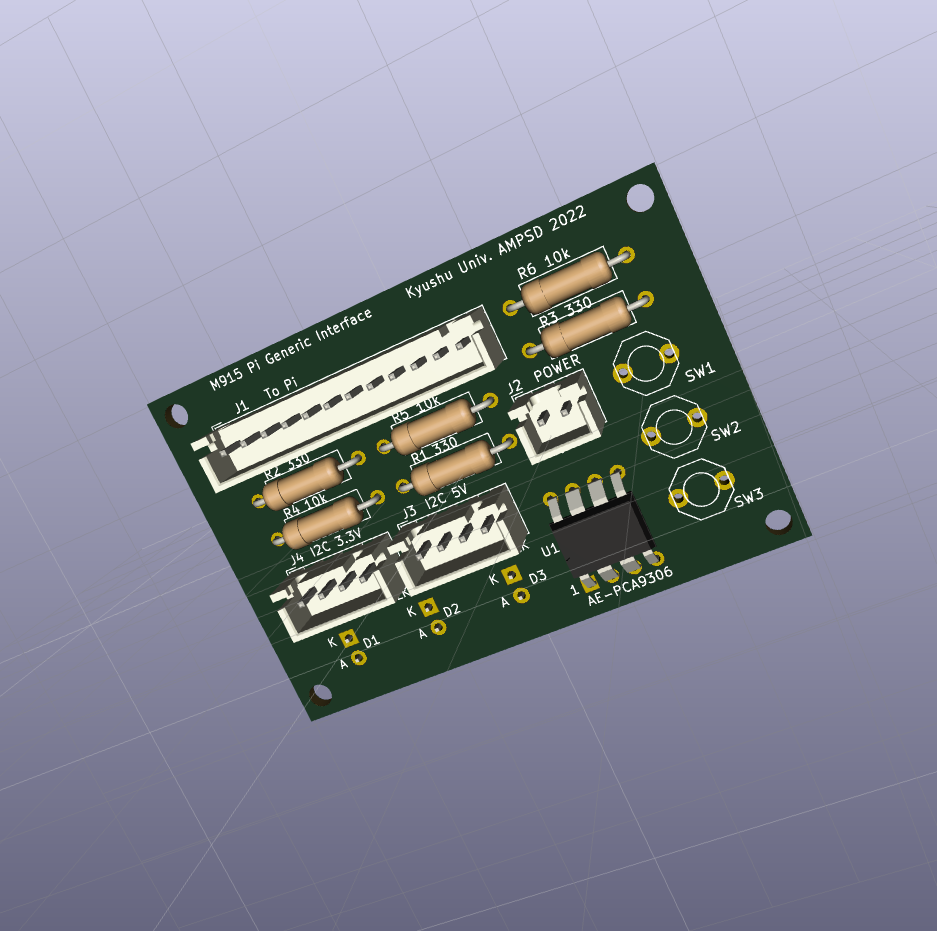 Kyushu Univ. AMPSD 2022
M915 Pi Generic Interface
J1 To Pi
R6 10k
R3 330
J2 POWER
SW1
R5 10k
R1 330
SW2
R2 330
R4 10k
J3 I2C 5V
SW3
J4 I2C 3.3V
U1
1
AE-PCA9306
K
A
D3
K
A
D2
K
A
D1